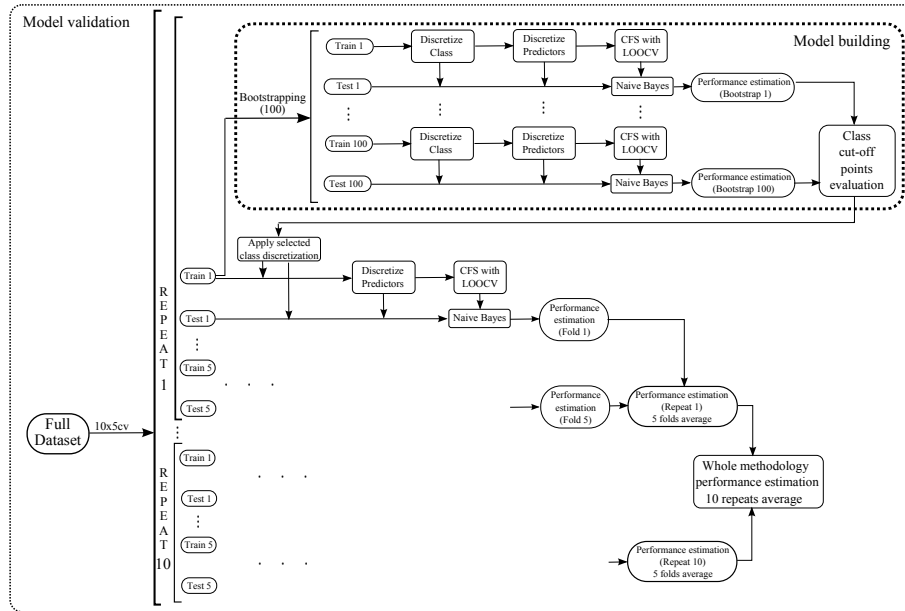 Model validation
Model building
Bootstrapping
(100)
Train 1
Discretize
Class
Discretize
Predictors
CFS with
LOOCV
Test 1
Naive Bayes
Performance estimation
(Bootstrap 1)
Train 100
Discretize
Class
Discretize
Predictors
CFS with
LOOCV
Test 100
Naive Bayes
Performance estimation
(Bootstrap 100)
Class
cut-off
points
evaluation
Apply selected
class discretization
REPEAT 1
Train 1
Discretize
Predictors
CFS with
LOOCV
Test 1
Naive Bayes
Performance
estimation
(Fold 1)
Train 5
Test 5
Performance
estimation
(Fold 5)
Performance estimation
(Repeat 1)
5 folds average
Full
Dataset
10x5cv
REPEAT 10
Train 1
Test 1
Train 5
Test 5
Whole methodology
performance estimation
10 repeats average
Performance estimation
(Repeat 10)
5 folds average